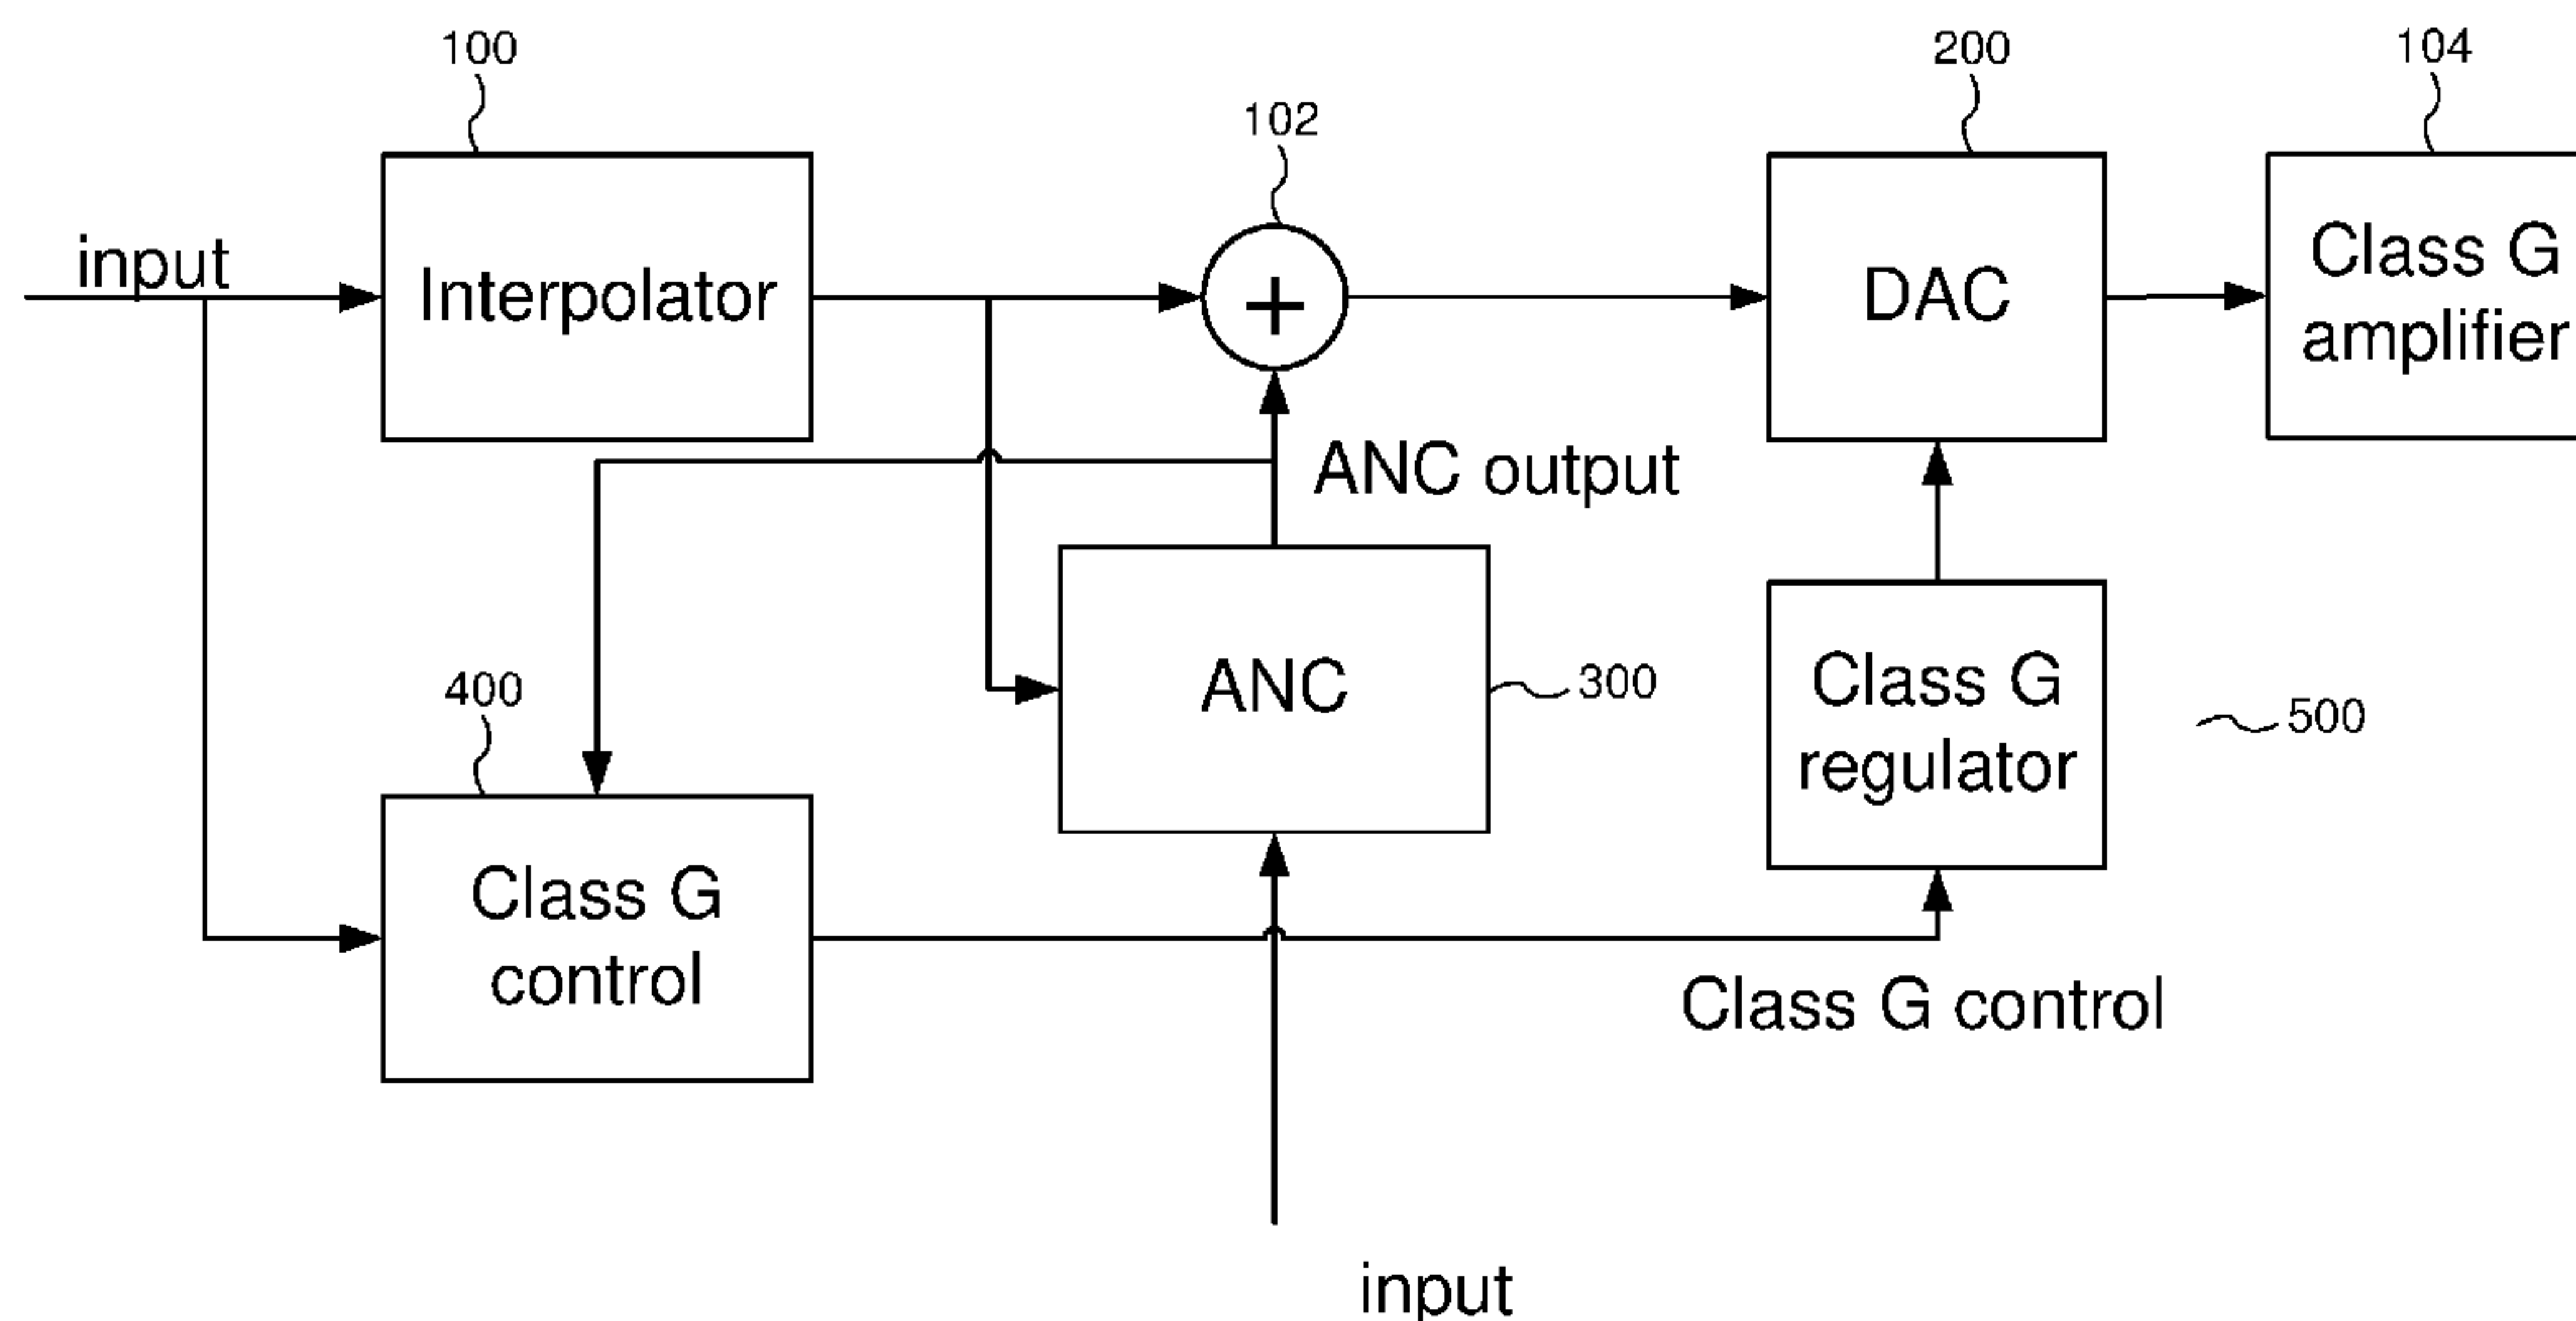 100
200
104
102
input
Interpolator
+
DAC
Class G
amplifier
ANC output
400
ANC
300
Class G
regulator
500
Class G
control
Class G control
input